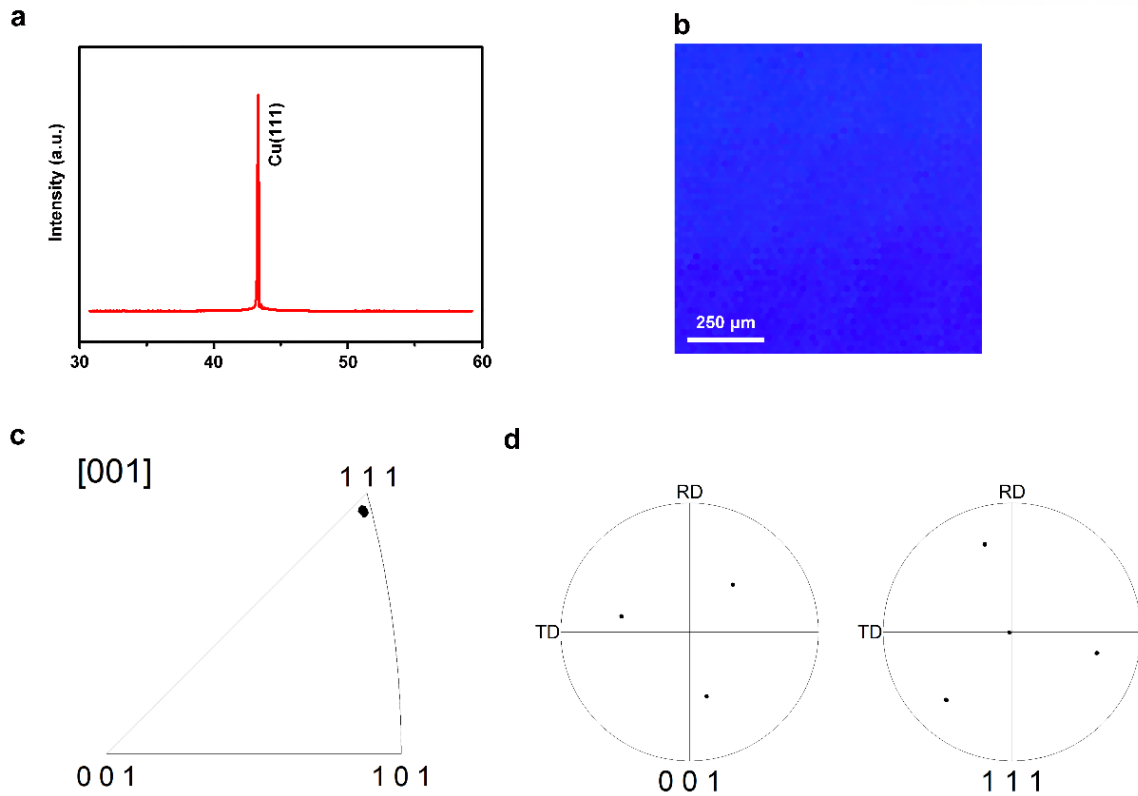 a
Intensity (a.u.)
Cu(111)
30 40 50 60
b
250 µm
c
[001]
1 1 1
0 0 1
1 0 1
d
RD
TD
0 0 1
RD
TD
1 1 1